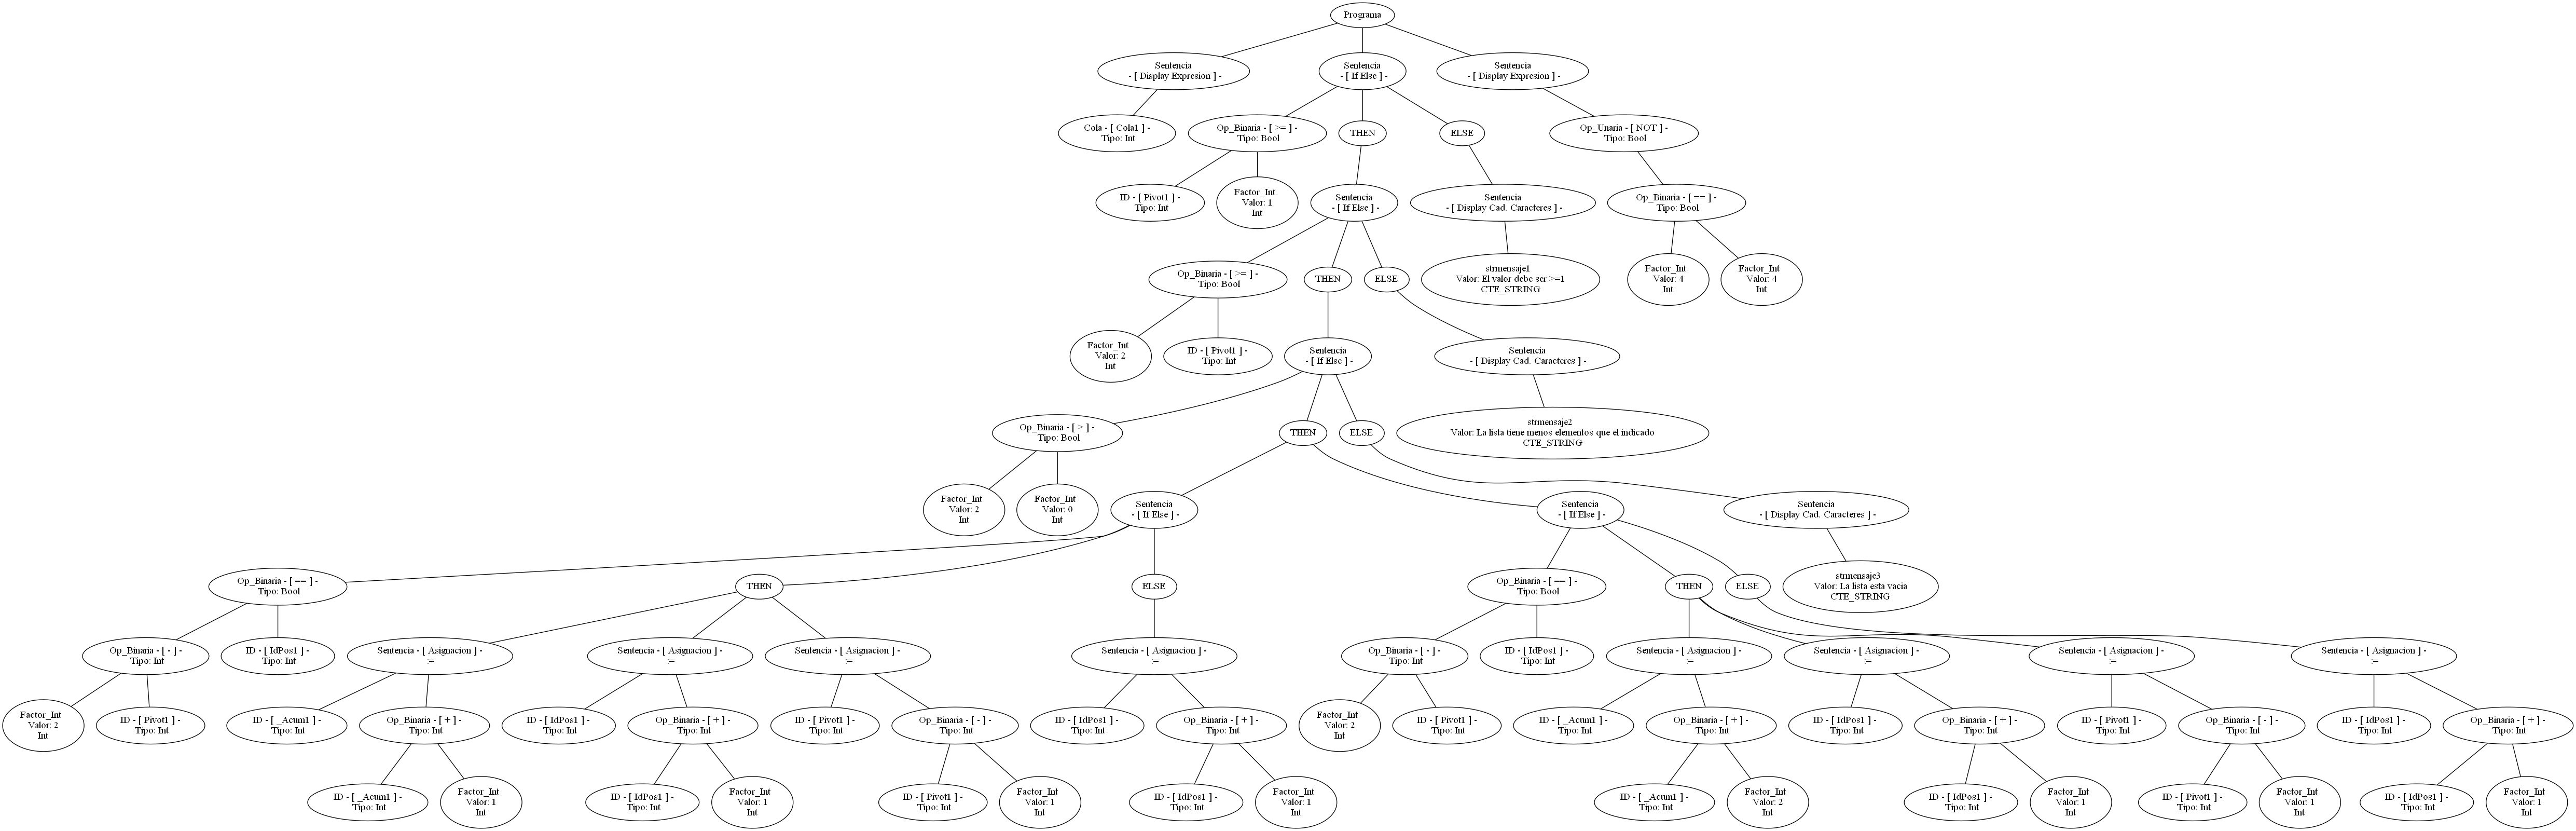 Programa
Sentencia
- [ Display Expresion ] -
Sentencia
- [ If Else ] -
Sentencia
- [ Display Expresion ] -
Cola - [ Cola1 ] -
Tipo: Int
Op_Binaria - [ >= ] -
Tipo: Bool
THEN
ELSE
Op_Unaria - [ NOT ] -
Tipo: Bool
ID - [ Pivot1 ] -
Tipo: Int
Factor_Int
Valor: 1
Int
Sentencia
- [ If Else ] -
Sentencia
- [ Display Cad. Caracteres ] -
Op_Binaria - [ == ] -
Tipo: Bool
Op_Binaria - [ >= ] -
Tipo: Bool
THEN
ELSE
strmensaje1
Valor: El valor debe ser >=1
CTE_STRING
Factor_Int
Valor: 4
Int
Factor_Int
Valor: 4
Int
Factor_Int
Valor: 2
Int
ID - [ Pivot1 ] -
Tipo: Int
Sentencia
- [ If Else ] -
Sentencia
- [ Display Cad. Caracteres ] -
Op_Binaria - [ > ] -
Tipo: Bool
THEN
ELSE
strmensaje2
Valor: La lista tiene menos elementos que el indicado
CTE_STRING
Factor_Int
Valor: 2
Int
Factor_Int
Valor: 0
Int
Sentencia
- [ If Else ] -
Sentencia
- [ If Else ] -
Sentencia
- [ Display Cad. Caracteres ] -
Op_Binaria - [ == ] -
Tipo: Bool
THEN
ELSE
Op_Binaria - [ == ] -
Tipo: Bool
THEN
ELSE
strmensaje3
Valor: La lista esta vacia
CTE_STRING
Op_Binaria - [ - ] -
Tipo: Int
ID - [ IdPos1 ] -
Tipo: Int
Sentencia - [ Asignacion ] -
:=
Sentencia - [ Asignacion ] -
:=
Sentencia - [ Asignacion ] -
:=
Sentencia - [ Asignacion ] -
:=
Op_Binaria - [ - ] -
Tipo: Int
ID - [ IdPos1 ] -
Tipo: Int
Sentencia - [ Asignacion ] -
:=
Sentencia - [ Asignacion ] -
:=
Sentencia - [ Asignacion ] -
:=
Sentencia - [ Asignacion ] -
:=
Factor_Int
Valor: 2
Int
ID - [ Pivot1 ] -
Tipo: Int
ID - [ _Acum1 ] -
Tipo: Int
Op_Binaria - [ + ] -
Tipo: Int
ID - [ IdPos1 ] -
Tipo: Int
Op_Binaria - [ + ] -
Tipo: Int
ID - [ Pivot1 ] -
Tipo: Int
Op_Binaria - [ - ] -
Tipo: Int
ID - [ IdPos1 ] -
Tipo: Int
Op_Binaria - [ + ] -
Tipo: Int
Factor_Int
Valor: 2
Int
ID - [ Pivot1 ] -
Tipo: Int
ID - [ _Acum1 ] -
Tipo: Int
Op_Binaria - [ + ] -
Tipo: Int
ID - [ IdPos1 ] -
Tipo: Int
Op_Binaria - [ + ] -
Tipo: Int
ID - [ Pivot1 ] -
Tipo: Int
Op_Binaria - [ - ] -
Tipo: Int
ID - [ IdPos1 ] -
Tipo: Int
Op_Binaria - [ + ] -
Tipo: Int
ID - [ _Acum1 ] -
Tipo: Int
Factor_Int
Valor: 1
Int
ID - [ IdPos1 ] -
Tipo: Int
Factor_Int
Valor: 1
Int
ID - [ Pivot1 ] -
Tipo: Int
Factor_Int
Valor: 1
Int
ID - [ IdPos1 ] -
Tipo: Int
Factor_Int
Valor: 1
Int
ID - [ _Acum1 ] -
Tipo: Int
Factor_Int
Valor: 2
Int
ID - [ IdPos1 ] -
Tipo: Int
Factor_Int
Valor: 1
Int
ID - [ Pivot1 ] -
Tipo: Int
Factor_Int
Valor: 1
Int
ID - [ IdPos1 ] -
Tipo: Int
Factor_Int
Valor: 1
Int